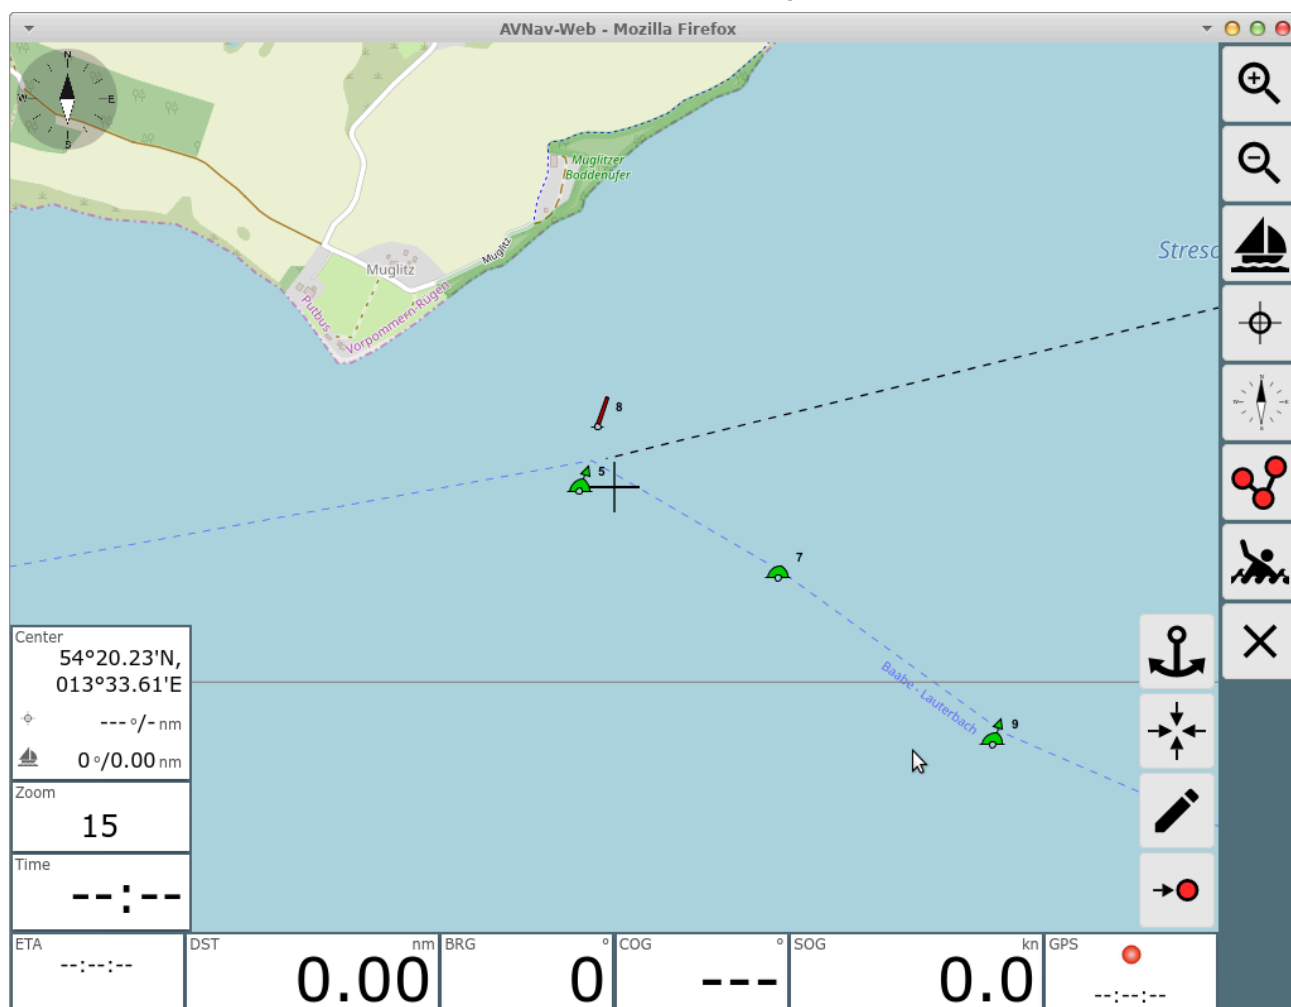 AVNav-Web - Mozilla Firefox
N
W
E
S
Muglitzer
Boddenufer
Muglitz
Muglitz
Putbus
Vorpommern-Rügen
8
5
7
9
Baabe - Lauterbach
Center
54°20.23'N,
013°33.61'E
--- °/- nm
0 °/0.00 nm
Zoom
15
Time
--:--
ETA
--:--:--
DST nm
0.00
BRG °
0
COG °
---
SOG kn
0.0
GPS
--:--:--